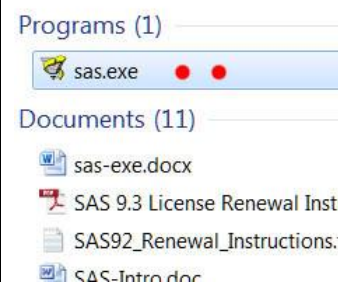 Programs (1)
sas.exe
Documents (11)
sas-exe.docx
SAS 9.3 License Renewal Inst
SAS92_Renewal_Instructions.
SAS-Intro.doc